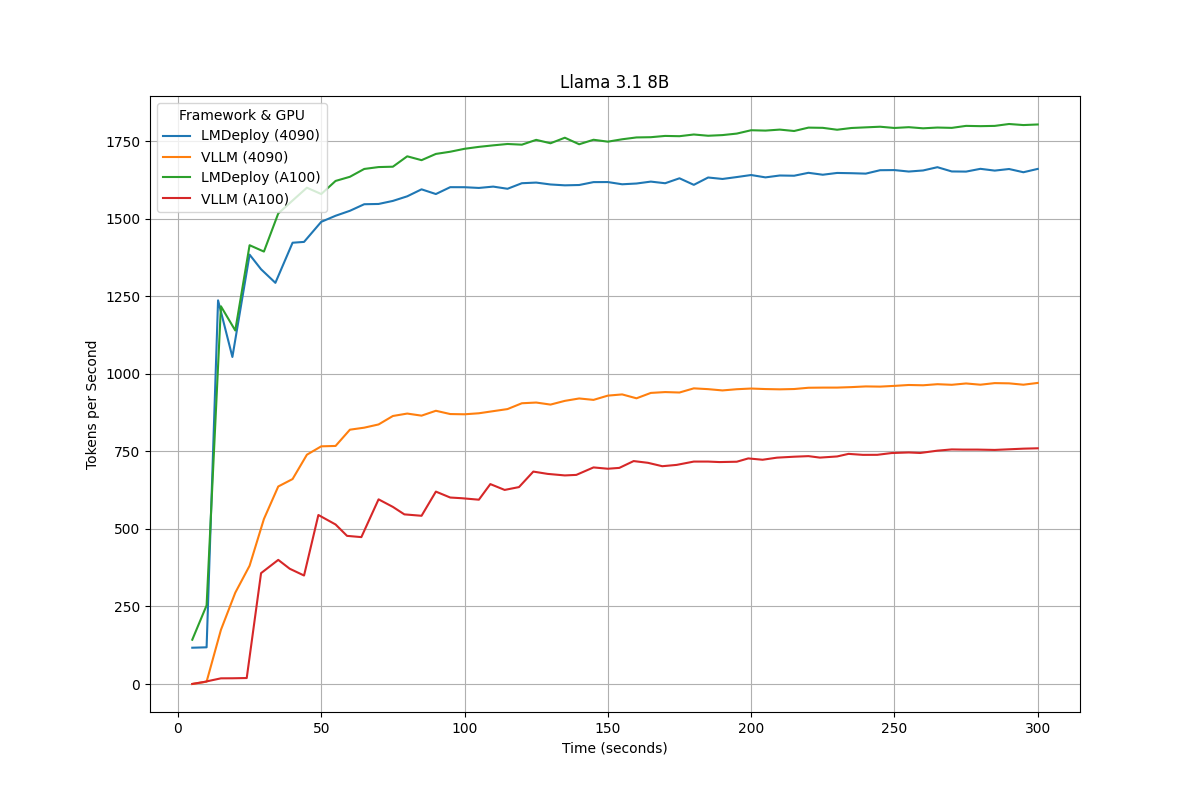 Llama 3.1 8B
Framework & GPU
LMDeploy (4090)
VLLM (4090)
LMDeploy (A100)
VLLM (A100)
1750
1500
1250
1000
750
500
250
0
Tokens per Second
0 50 100 150 200 250 300
Time (seconds)